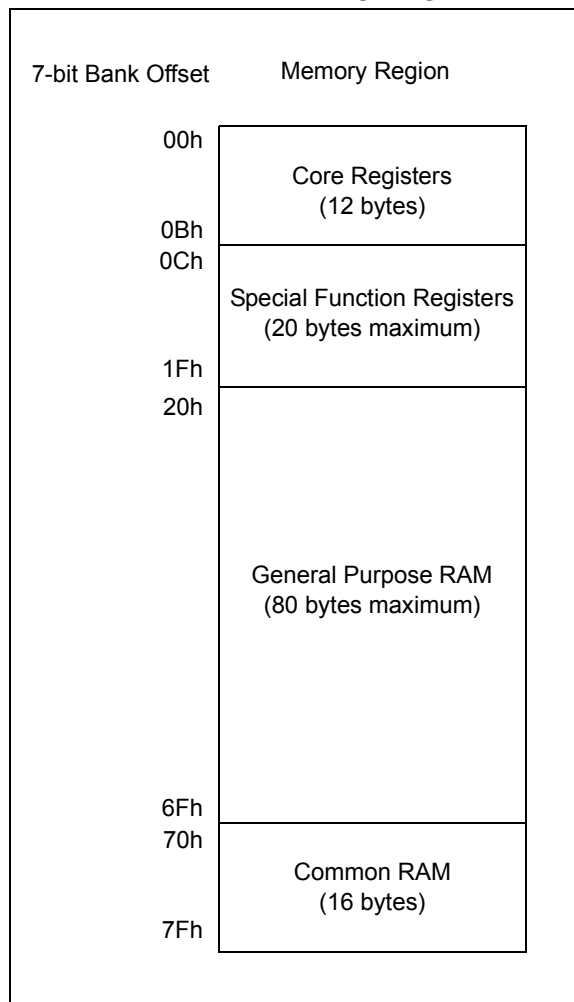 7-bit Bank Offset Memory Region
00h
Core Registers
(12 bytes)
0Bh
0Ch
Special Function Registers
(20 bytes maximum)
1Fh
20h
General Purpose RAM
(80 bytes maximum)
6Fh
70h
Common RAM
(16 bytes)
7Fh